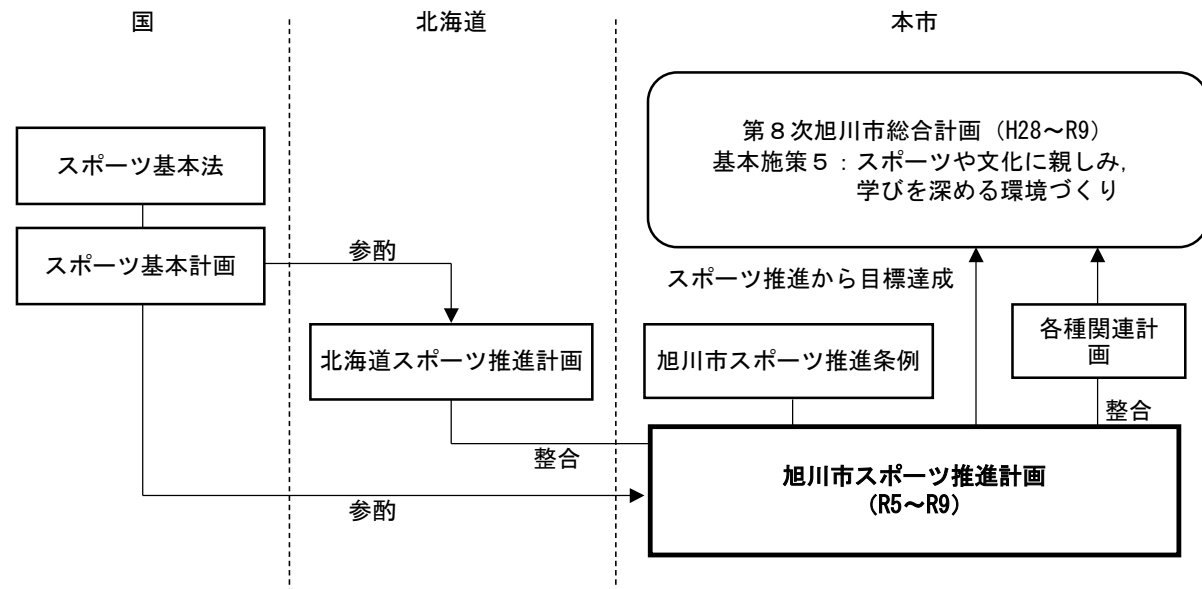 国
北海道
本市
第８次旭川市総合計画（H28～R9）
基本施策５：スポーツや文化に親しみ,
学びを深める環境づくり
スポーツ基本法
スポーツ基本計画
参酌
スポーツ推進から目標達成
北海道スポーツ推進計画
旭川市スポーツ推進条例
各種関連計
画
整合
整合
旭川市スポーツ推進計画
（R5～R9）
参酌